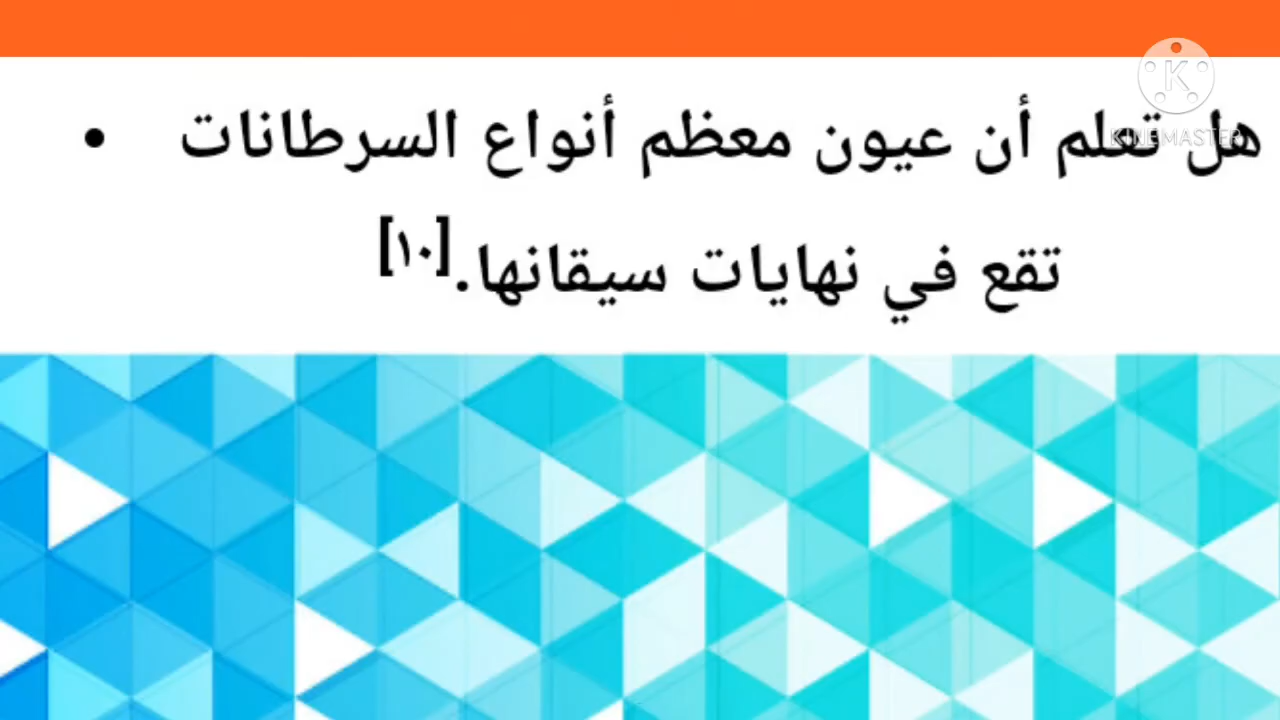 هل تعلم أن عيون معظم أنواع السرطانات •
تقع في نهايات سيقانها.[١٠]
K
KINEMASTER